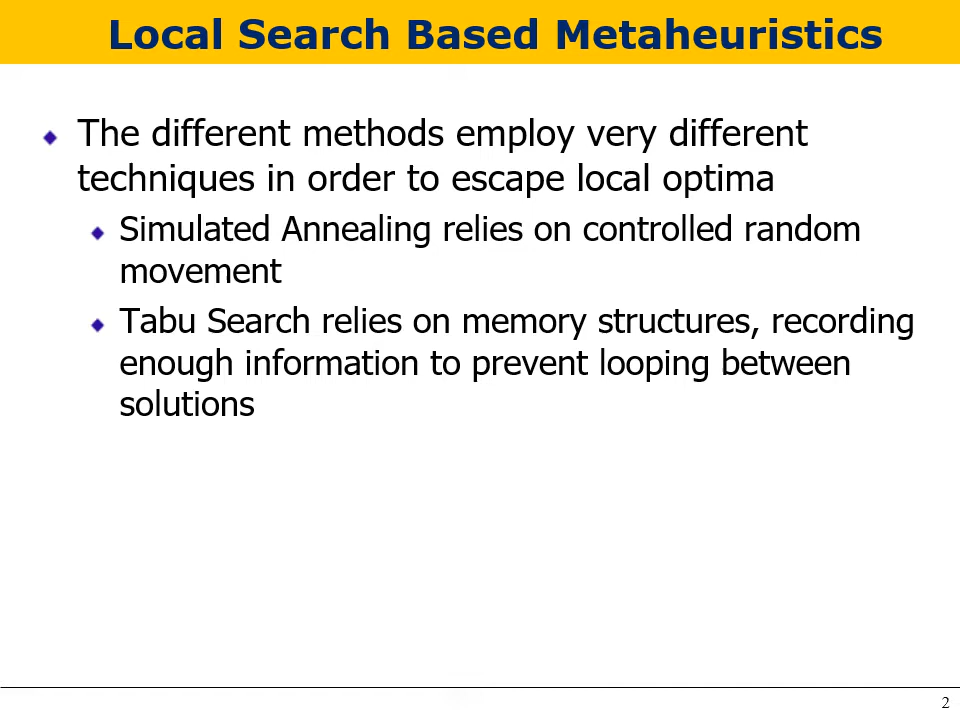 Local Search Based Metaheuristics
The different methods employ very different
techniques in order to escape local optima
Simulated Annealing relies on controlled random
movement
Tabu Search relies on memory structures, recording
enough information to prevent looping between
solutions
2